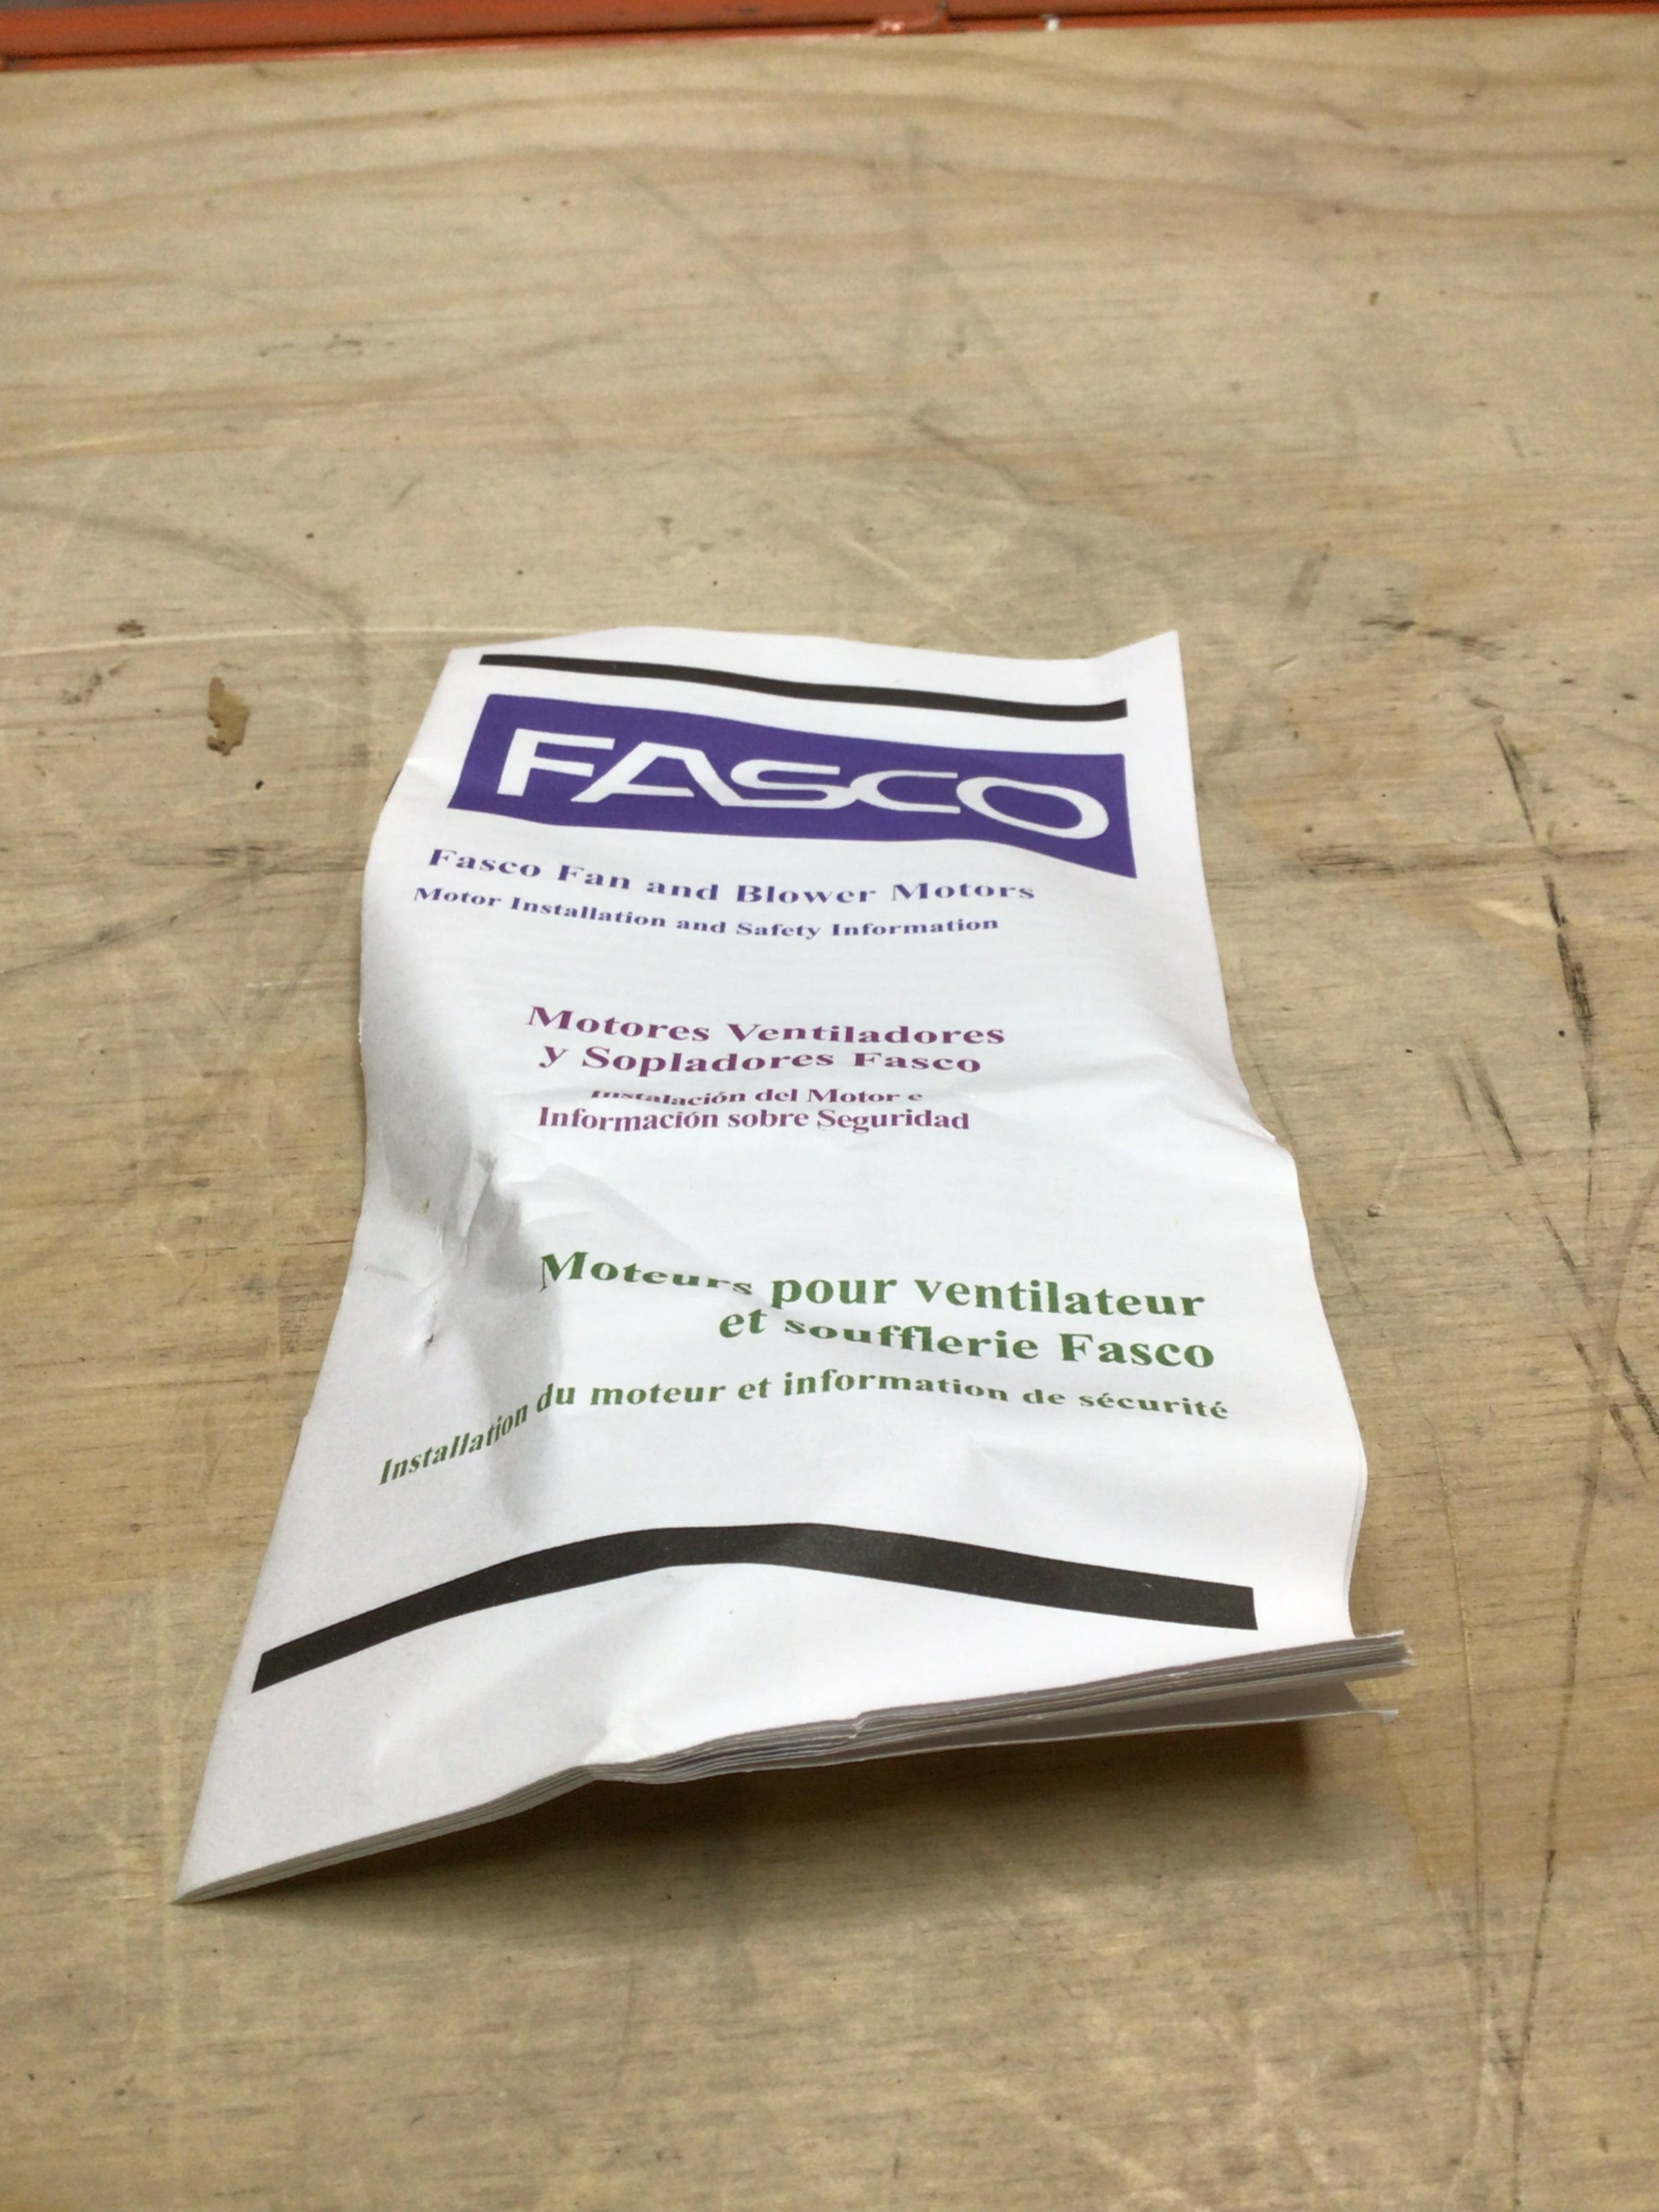 FASCO
Fasco Fan and Blower Motors
Motor Installation and Safety Information
Motores Ventiladores
y Sopladores Fasco
Instalación del Motor e
Información sobre Seguridad
Moteurs pour ventilateur
et soufflerie Fasco
Installation du moteur et information de sécurité